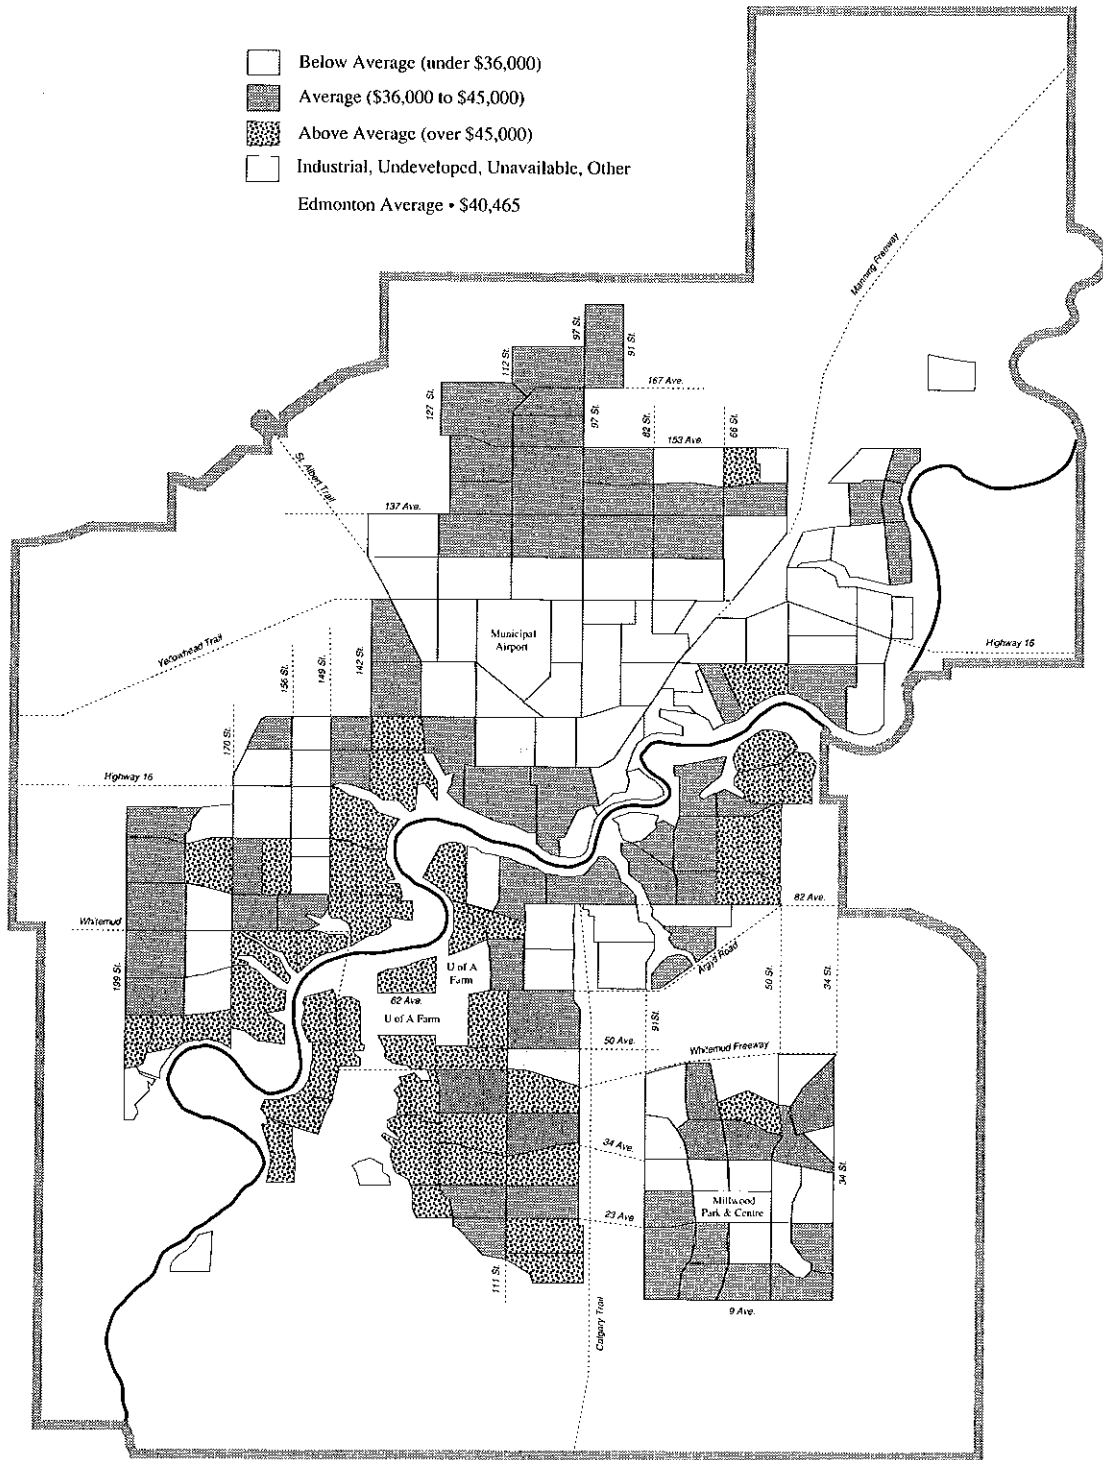 Below Average (under $36,000)
Average ($36,000 to $45,000)
Above Average (over $45,000)
Industrial, Undeveloped, Unavailable, Other
Edmonton Average • $40,465
Manning Freeway
97 St.
91 St.
112 St.
167 Ave.
127 St.
97 St.
82 St.
66 St.
153 Ave.
St. Albert Trail
137 Ave.
Municipal
Airport
Yellowhead Trail
Highway 16
156 St.
149 St.
142 St.
170 St.
Highway 16
82 Ave.
Whitemud
199 St.
U of A
Farm
Argyll Road
62 Ave.
U of A Farm
50 St.
34 St.
91 St.
50 Ave.
Whitemud Freeway
34 Ave.
34 St.
Millwood
Park & Centre
23 Ave
111 St.
9 Ave.
Calgary Trail